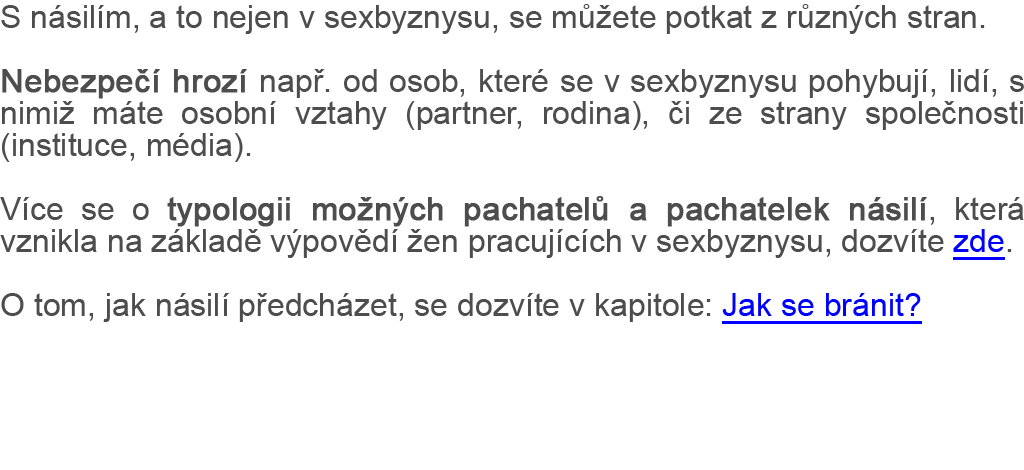 S násilím, a to nejen v sexbyznysu, se můžete potkat z různých stran.
Nebezpečí hrozí např. od osob, které se v sexbyznysu pohybují, lidí, s
nimiž máte osobní vztahy (partner, rodina), či ze strany společnosti
(instituce, média).
Více se o typologii možných pachatelů a pachatelek násilí, která
vznikla na základě výpovědí žen pracujících v sexbyznysu, dozvíte zde.
O tom, jak násilí předcházet, se dozvíte v kapitole: Jak se bránit?